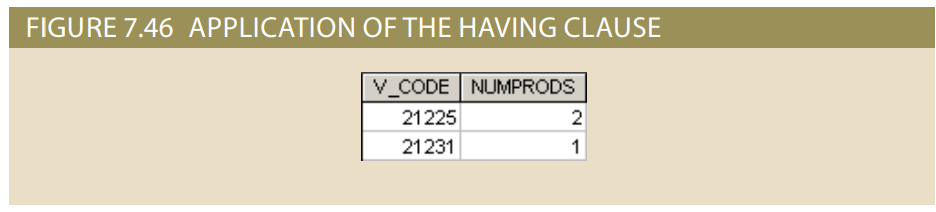 FIGURE 7.46 APPLICATION OF THE HAVING CLAUSE
V_CODE NUMPRODS
21225 2
21231 1